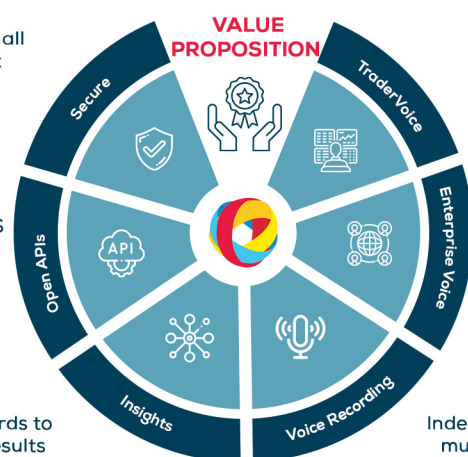 VALUE
PROPOSITION
all
Secure
TraderVoice
Open APIs
API
Enterprise Voice
Insights
Voice Recording
rds to
esults
Inde
mu